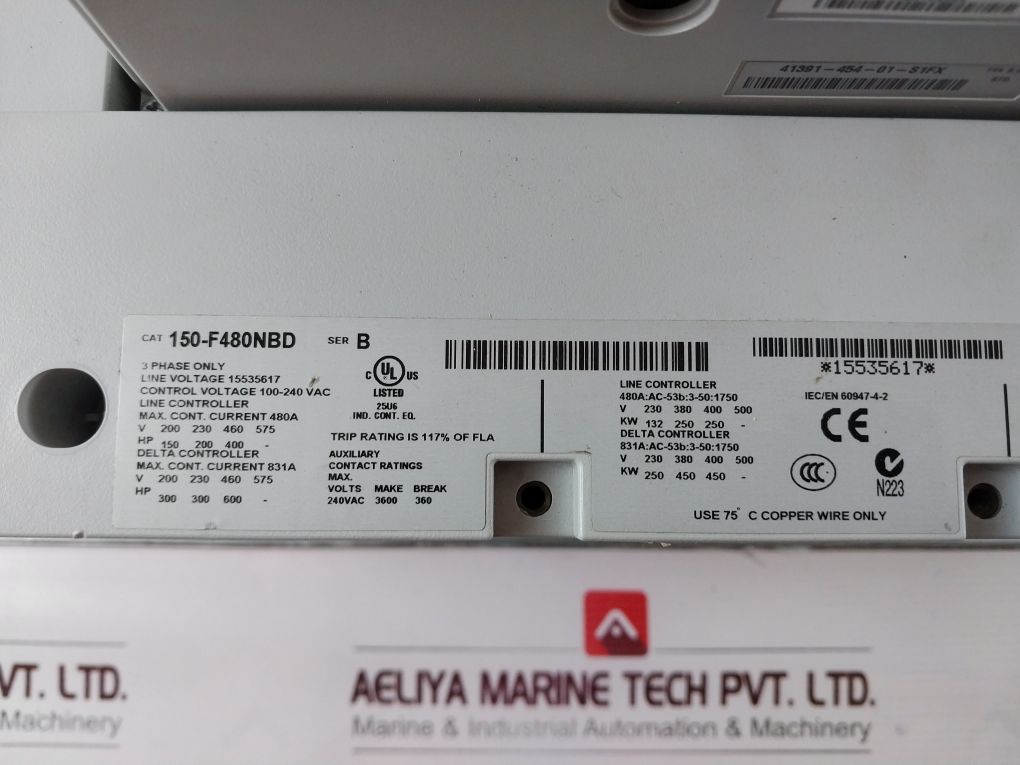 41391-454-01-S1FX
CAT 150-F480NBD SER B
3 PHASE ONLY
LINE VOLTAGE 15535617
CONTROL VOLTAGE 100-240 VAC
LINE CONTROLLER
MAX. CONT. CURRENT 480A
V 200 230 460 575
HP 150 200 400 -
DELTA CONTROLLER
MAX. CONT. CURRENT 831A
V 200 230 460 575
HP 300 300 600 -
C UL US
LISTED
25U6
IND. CONT. EQ.
TRIP RATING IS 117% OF FLA
AUXILIARY
CONTACT RATINGS
MAX.
VOLTS MAKE BREAK
240VAC 3600 360
LINE CONTROLLER
480A:AC-53b:3-50:1750
V 230 380 400 500
KW 132 250 250 -
DELTA CONTROLLER
831A:AC-53b:3-50:1750
V 230 380 400 500
KW 250 450 450 -
*15535617*
IEC/EN 60947-4-2
CE
CCC
N223
USE 75° C COPPER WIRE ONLY
VT. LTD.
Machinery
AELIYA MARINE TECH PVT. LTD.
Marine & Industrial Automation & Machinery